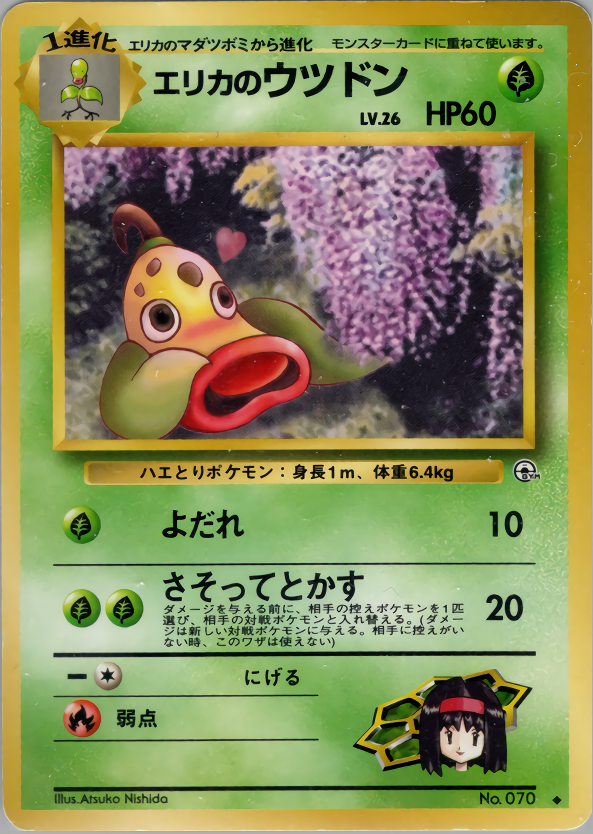 1進化
エリカのマダツボミから進化 モンスターカードに重ねて使います。
エリカのウツドン
LV.26 HP60
ハエとりポケモン：身長1m、体重6.4kg
GYM
よだれ 10
さそってとかす 20
ダメージを与える前に、相手の控えポケモンを1匹
選び、相手の対戦ポケモンと入れ替える。(ダメー
ジは新しい対戦ポケモンに与える。相手に控えがい
ない時、このワザは使えない)
ー にげる
弱点
Illus.Atsuko Nishida No.070